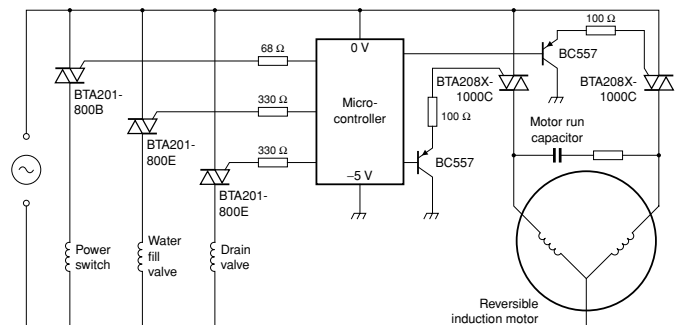 100 Ω
68 Ω
0 V
BC557
BTA201-
800B
BTA208X-
1000C
BTA208X-
1000C
330 Ω
Micro-
controller
100 Ω
Motor run
capacitor
BTA201-
800E
330 Ω
–5 V
BC557
BTA201-
800E
Power
switch
Water
fill
valve
Drain
valve
Reversible
induction motor